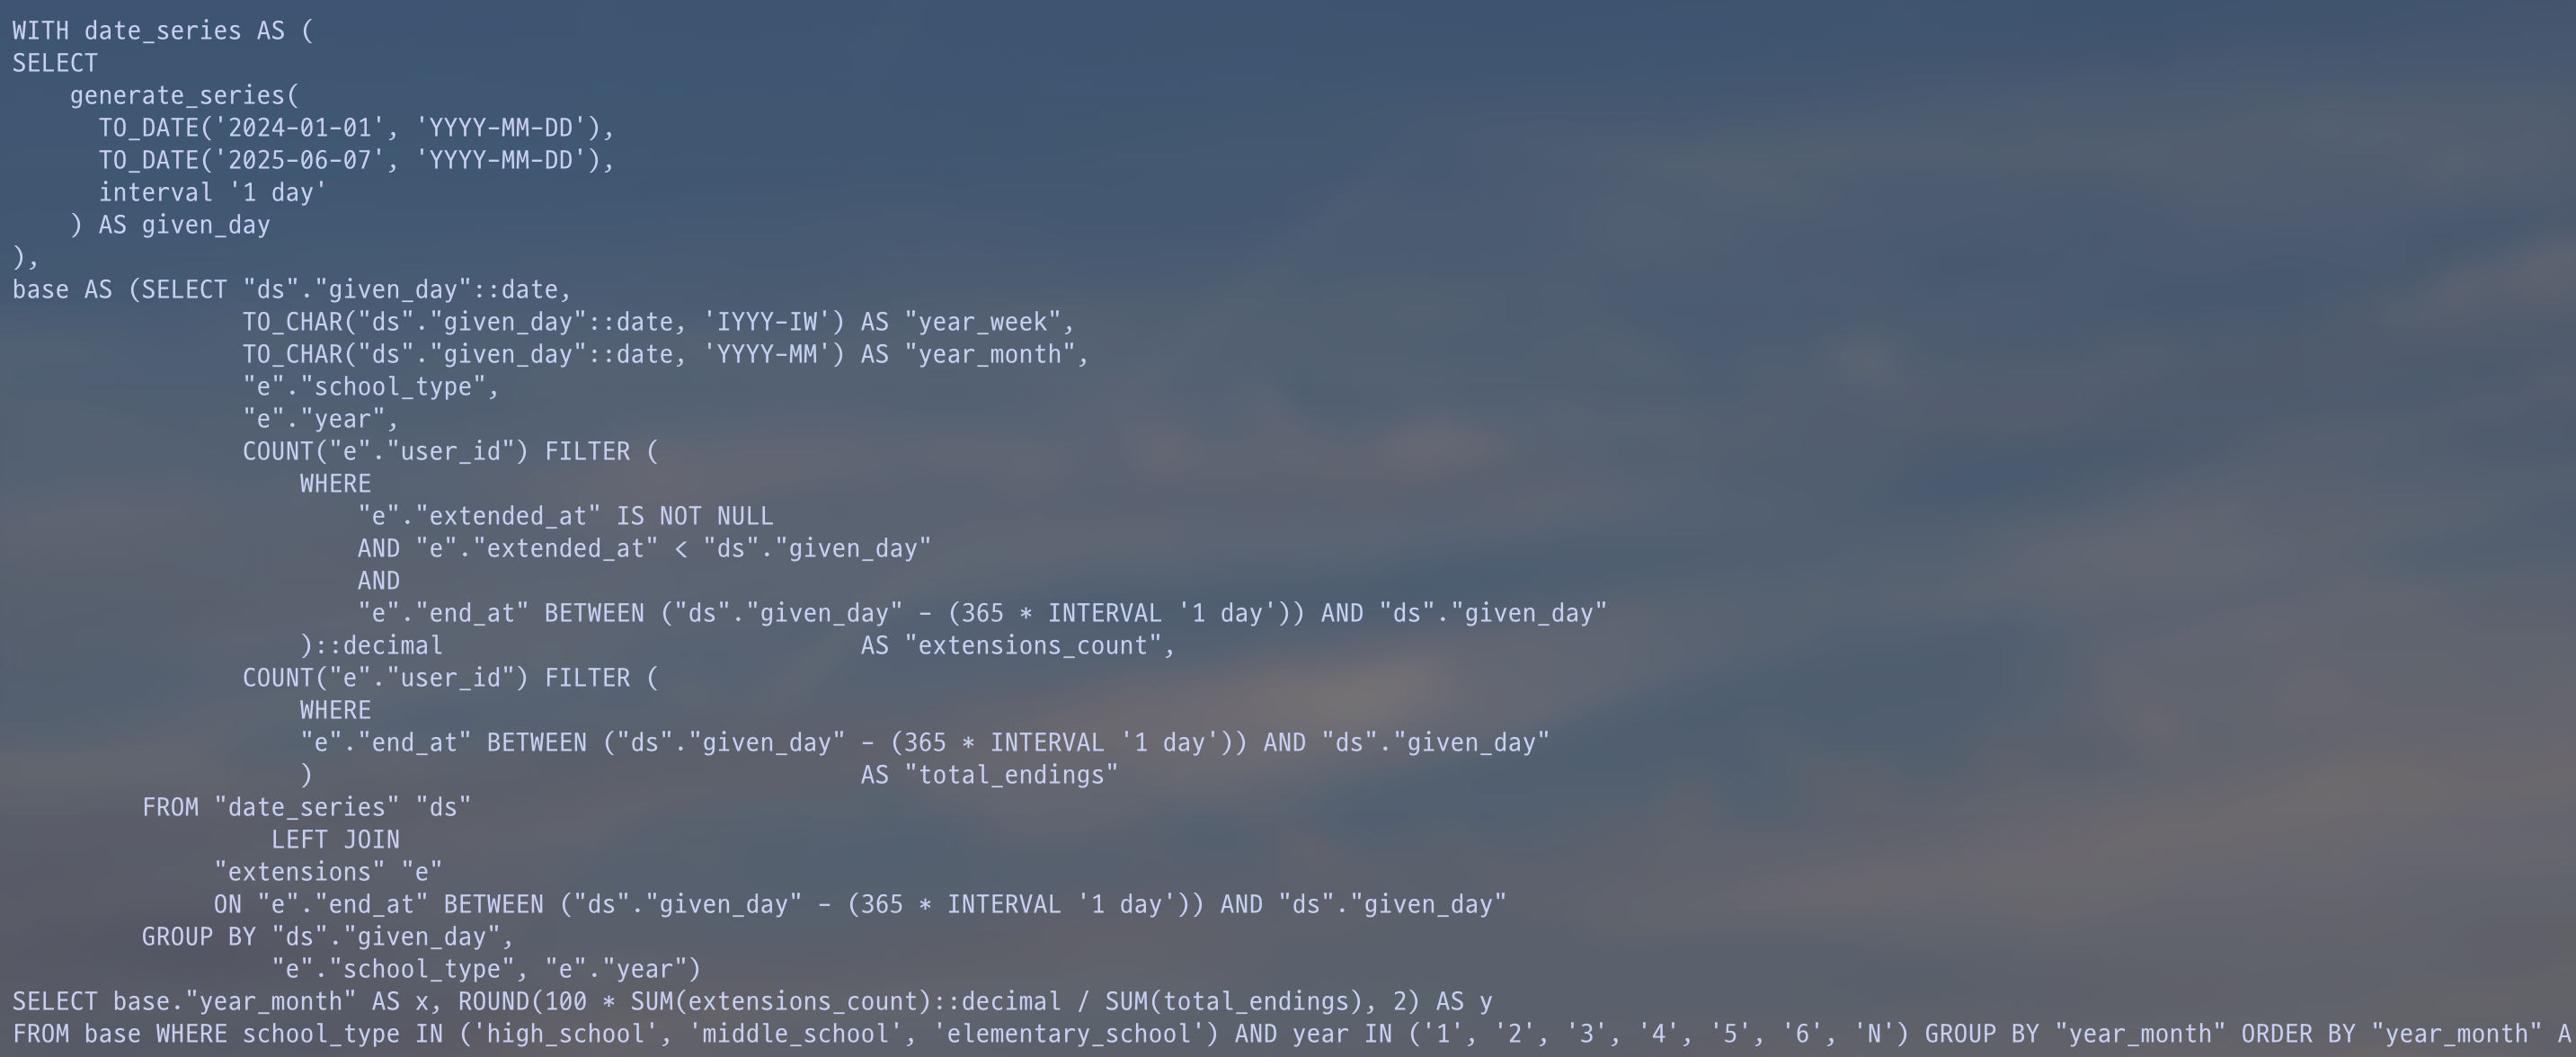 WITH date_series AS (
SELECT
    generate_series(
      TO_DATE('2024-01-01', 'YYYY-MM-DD'),
      TO_DATE('2025-06-07', 'YYYY-MM-DD'),
      interval '1 day'
    ) AS given_day
),
base AS (SELECT "ds"."given_day"::date,
                TO_CHAR("ds"."given_day"::date, 'IYYY-IW') AS "year_week",
                TO_CHAR("ds"."given_day"::date, 'YYYY-MM') AS "year_month",
                "e"."school_type",
                "e"."year",
                COUNT("e"."user_id") FILTER (
                    WHERE
                        "e"."extended_at" IS NOT NULL
                        AND "e"."extended_at" < "ds"."given_day"
                        AND
                        "e"."end_at" BETWEEN ("ds"."given_day" - (365 * INTERVAL '1 day')) AND "ds"."given_day"
                    )::decimal                             AS "extensions_count",
                COUNT("e"."user_id") FILTER (
                    WHERE
                    "e"."end_at" BETWEEN ("ds"."given_day" - (365 * INTERVAL '1 day')) AND "ds"."given_day"
                    )                                      AS "total_endings"
         FROM "date_series" "ds"
                  LEFT JOIN
              "extensions" "e"
              ON "e"."end_at" BETWEEN ("ds"."given_day" - (365 * INTERVAL '1 day')) AND "ds"."given_day"
         GROUP BY "ds"."given_day",
                  "e"."school_type", "e"."year")
SELECT base."year_month" AS x, ROUND(100 * SUM(extensions_count)::decimal / SUM(total_endings), 2) AS y
FROM base WHERE school_type IN ('high_school', 'middle_school', 'elementary_school') AND year IN ('1', '2', '3', '4', '5', '6', 'N') GROUP BY "year_month" ORDER BY "year_month" A